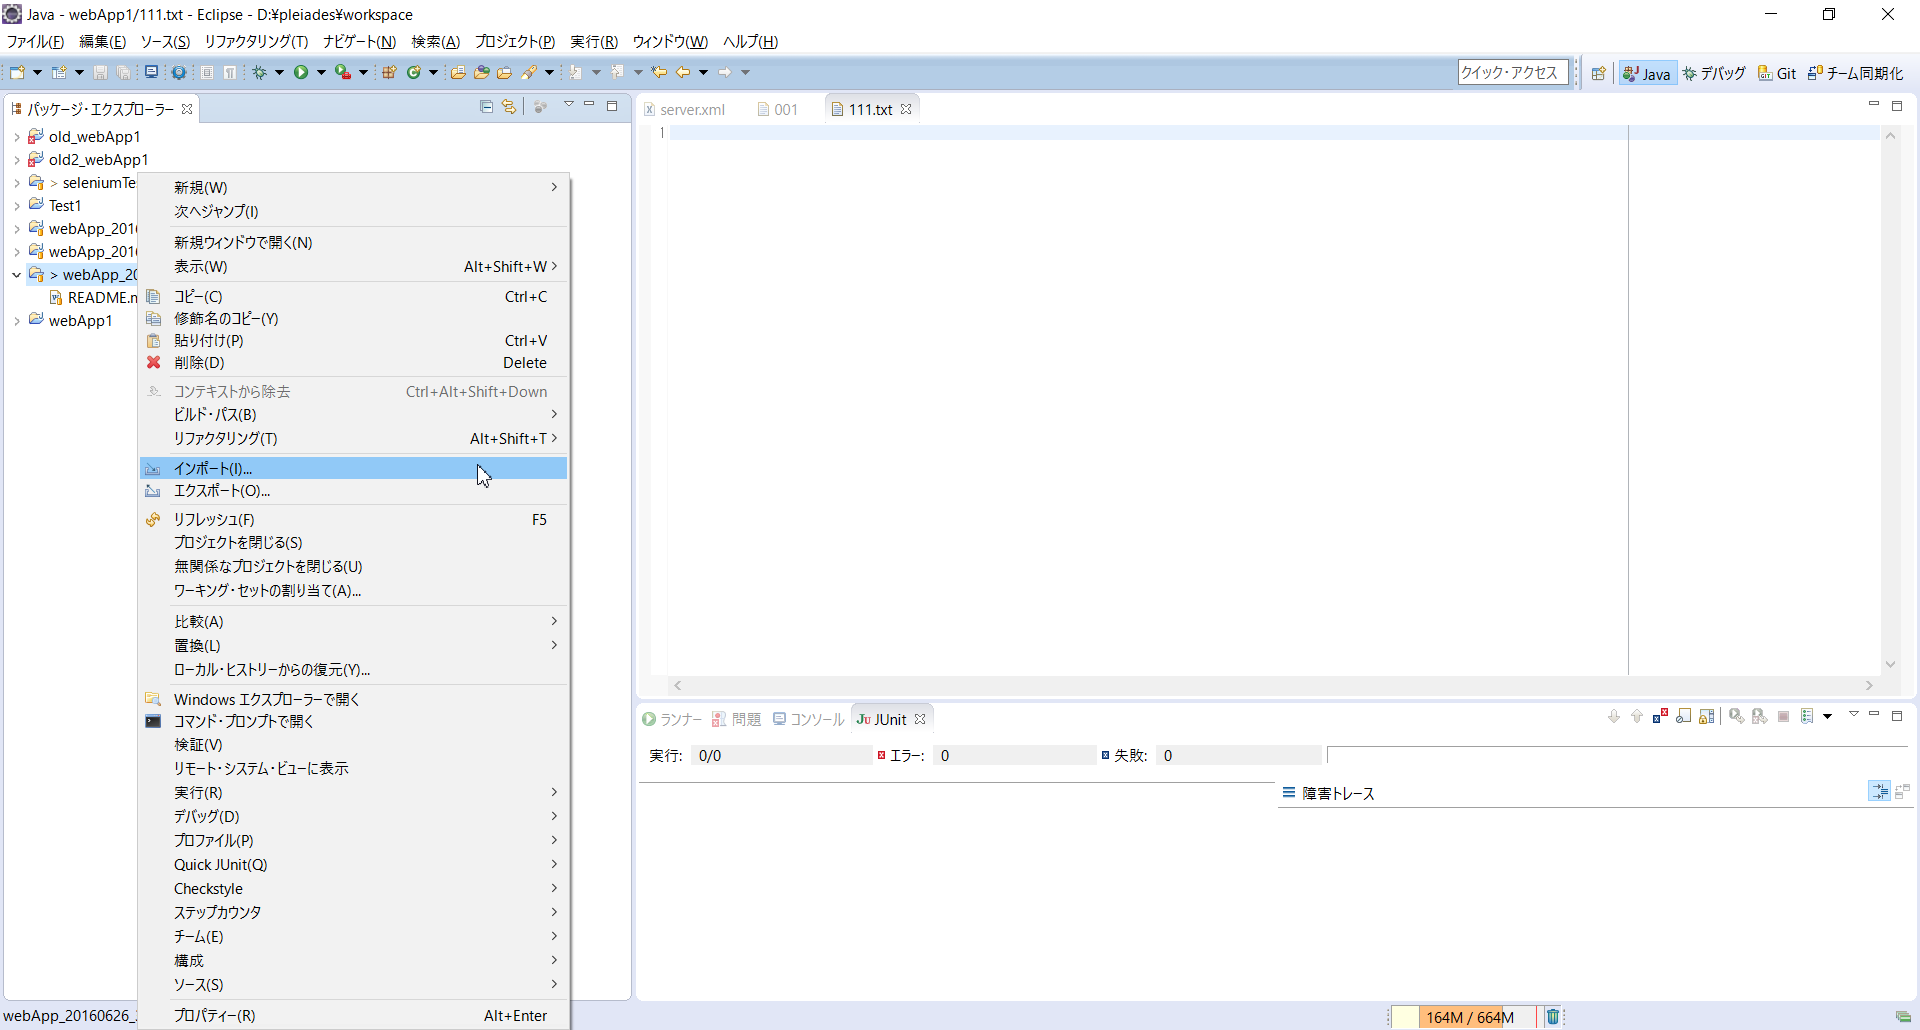 Java - webApp1/111.txt - Eclipse - D:¥pleiades¥workspace
ファイル(F) 編集(E) ソース(S) リファクタリング(T) ナビゲート(N) 検索(A) プロジェクト(P) 実行(R) ウィンドウ(W) ヘルプ(H)
クイック・アクセス Java デバッグ Git チーム同期化
パッケージ・エクスプローラー
old_webApp1
old2_webApp1
> seleniumTe
Test1
webApp_201
webApp_201
> webApp_20
README.m
webApp1
新規(W)
次へジャンプ(I)
新規ウィンドウで開く(N)
表示(W) Alt+Shift+W
コピー(C) Ctrl+C
修飾名のコピー(Y)
貼り付け(P) Ctrl+V
削除(D) Delete
コンテキストから除去 Ctrl+Alt+Shift+Down
ビルド・パス(B)
リファクタリング(T) Alt+Shift+T
インポート(I)...
エクスポート(O)...
リフレッシュ(F) F5
プロジェクトを閉じる(S)
無関係なプロジェクトを閉じる(U)
ワーキング・セットの割り当て(A)...
比較(A)
置換(L)
ローカル・ヒストリーからの復元(Y)...
Windows エクスプローラーで開く
コマンド・プロンプトで開く
検証(V)
リモート・システム・ビューに表示
実行(R)
デバッグ(D)
プロファイル(P)
Quick JUnit(Q)
Checkstyle
ステップカウンタ
チーム(E)
構成
ソース(S)
プロパティー(R) Alt+Enter
server.xml 001 111.txt
1
ランナー 問題 コンソール JUnit
実行: 0/0 エラー: 0 失敗: 0
障害トレース
webApp_20160626_
164M / 664M